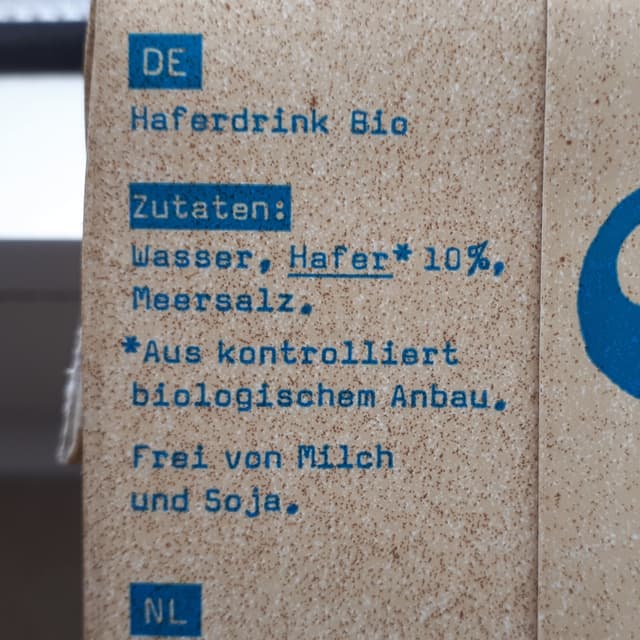 DE
Haferdrink Bio
Zutaten:
Wasser, Hafer* 10%,
Meersalz.
*Aus kontrolliert
biologischem Anbau.
Frei von Milch
und Soja.
NL